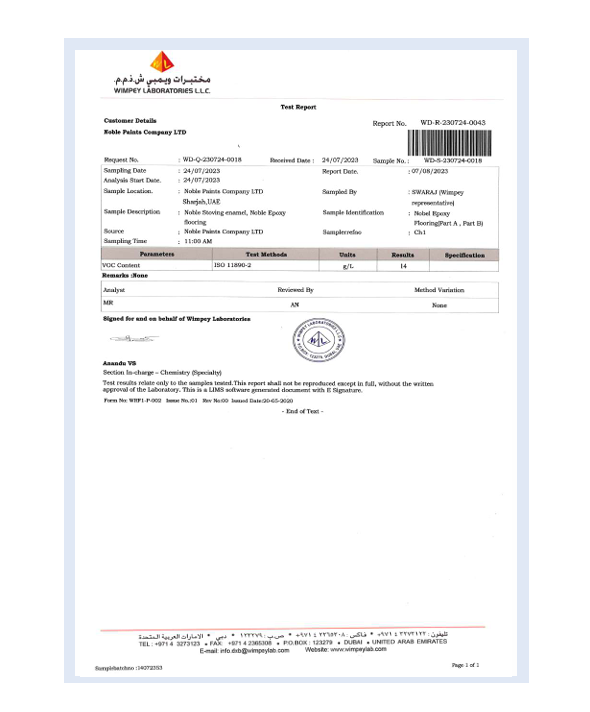 مختبرات ويمبي ش.ذ.م.م.
WIMPEY LABORATORIES L.L.C.
Test Report
Customer Details
Report No. WD-R-230724-0043
Noble Paints Company LTD
Request No. : WD-Q-230724-0018 Received Date : 24/07/2023 Sample No. : WD-S-230724-0018
Sampling Date : 24/07/2023 Report Date. : 07/08/2023
Analysis Start Date. : 24/07/2023
Sample Location. : Noble Paints Company LTD Sampled By : SWARAJ (Wimpey
Sharjah,UAE representative)
Sample Description : Noble Stoving enamel, Noble Epoxy Sample Identification : Nobel Epoxy
flooring Flooring(Part A , Part B)
Source : Noble Paints Company LTD Samplerrefno : Ch1
Sampling Time : 11:00 AM
Parameters Test Methods Units Results Specification
VOC Content ISO 11890-2 g/L 14
Remarks :None
Analyst Reviewed By Method Variation
MR AN None
Signed for and on behalf of Wimpey Laboratories
WIMPEY LABORATORIES
WL
Anandu VS
Section In-charge – Chemistry (Specialty)
Test results relate only to the samples tested.This report shall not be reproduced except in full, without the written
approval of the Laboratory. This is a LIMS software generated document with E Signature.
Form No: WRF1-P-002 Issue No.:01 Rev No:00 Issued Date:20-05-2020
- End of Text -
تليفون : ٣٢٧٣١٢٣ ٤ ٩٧١+ * فاكس : ٢٣٦٥٣٠٨ ٤ ٩٧١+ * ص.ب : ١٢٣٢٧٩ * دبي * الامارات العربية المتحدة
TEL : +971 4 3273123 FAX: +971 4 2365308 P.O.BOX : 123279 DUBAI UNITED ARAB EMIRATES
E-mail: info.dxb@wimpeylab.com Website: www.wimpeylab.com
Samplebatchno :14072353
Page 1 of 1